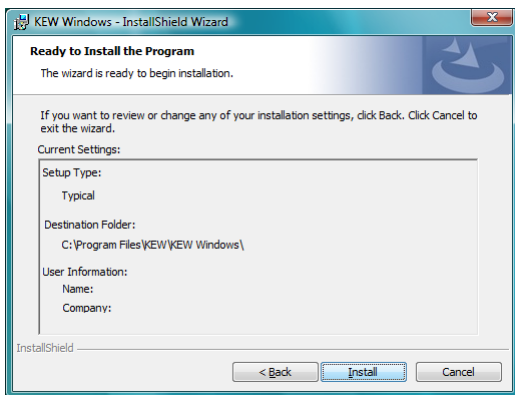 KEW Windows - InstallShield Wizard
Ready to Install the Program
The wizard is ready to begin installation.
If you want to review or change any of your installation settings, click Back. Click Cancel to
exit the wizard.
Current Settings:
Setup Type:
Typical
Destination Folder:
C:\Program Files\KEW\KEW Windows\
User Information:
Name:
Company:
InstallShield
< Back Install Cancel